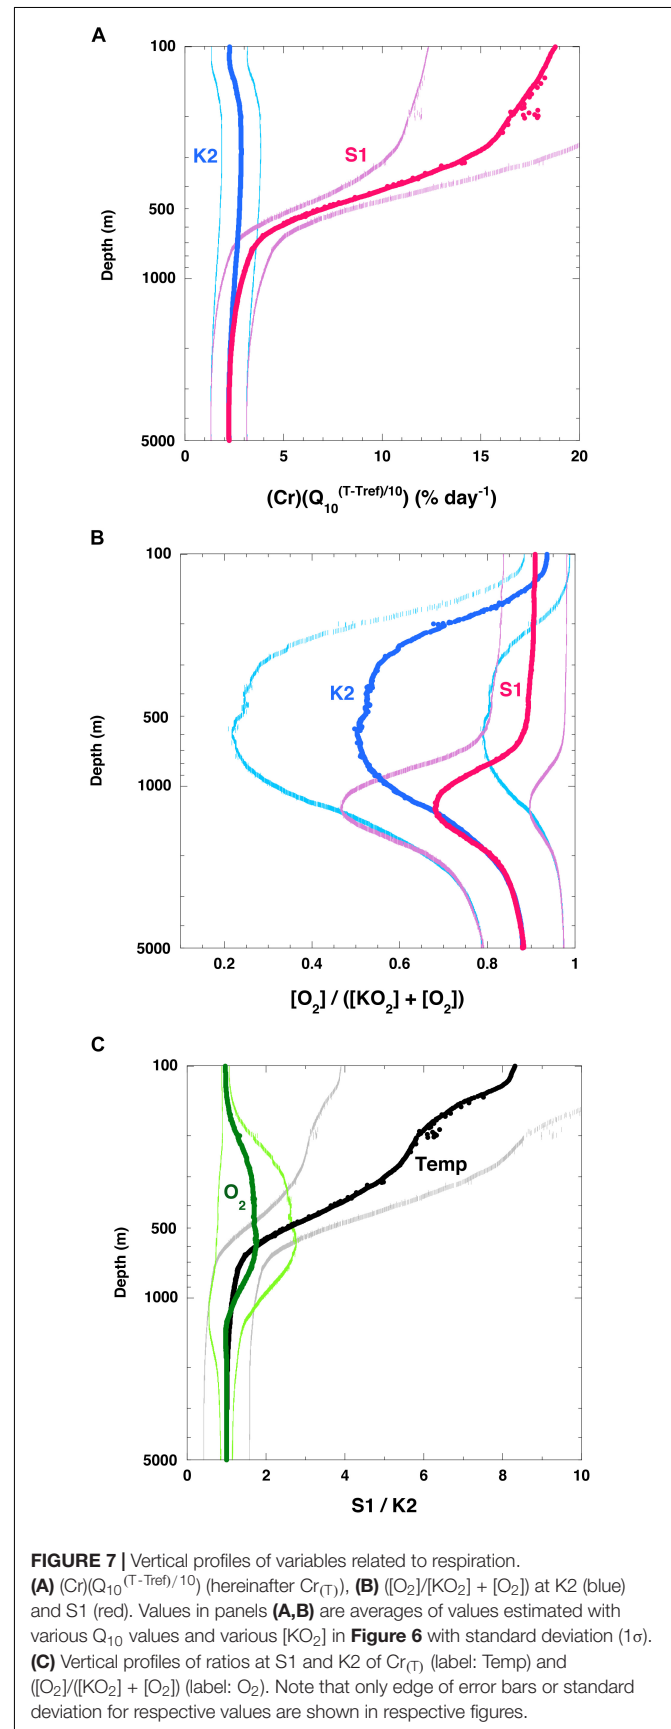 A
100
500
1000
5000
Depth (m)
K2
S1
0 5 10 15 20
(Cr)(Q10^(T-Tref)/10) (% day^-1)
B
100
500
1000
5000
Depth (m)
K2
S1
0.2 0.4 0.6 0.8 1
[O2] / ([KO2] + [O2])
C
100
500
1000
5000
Depth (m)
O2
Temp
0 2 4 6 8 10
S1 / K2
FIGURE 7 | Vertical profiles of variables related to respiration.
(A) (Cr)(Q10^(T-Tref)/10) (hereinafter Cr(T)), (B) ([O2]/[KO2] + [O2]) at K2 (blue)
and S1 (red). Values in panels (A,B) are averages of values estimated with
various Q10 values and various [KO2] in Figure 6 with standard deviation (1σ).
(C) Vertical profiles of ratios at S1 and K2 of Cr(T) (label: Temp) and
([O2]/([KO2] + [O2]) (label: O2). Note that only edge of error bars or standard
deviation for respective values are shown in respective figures.